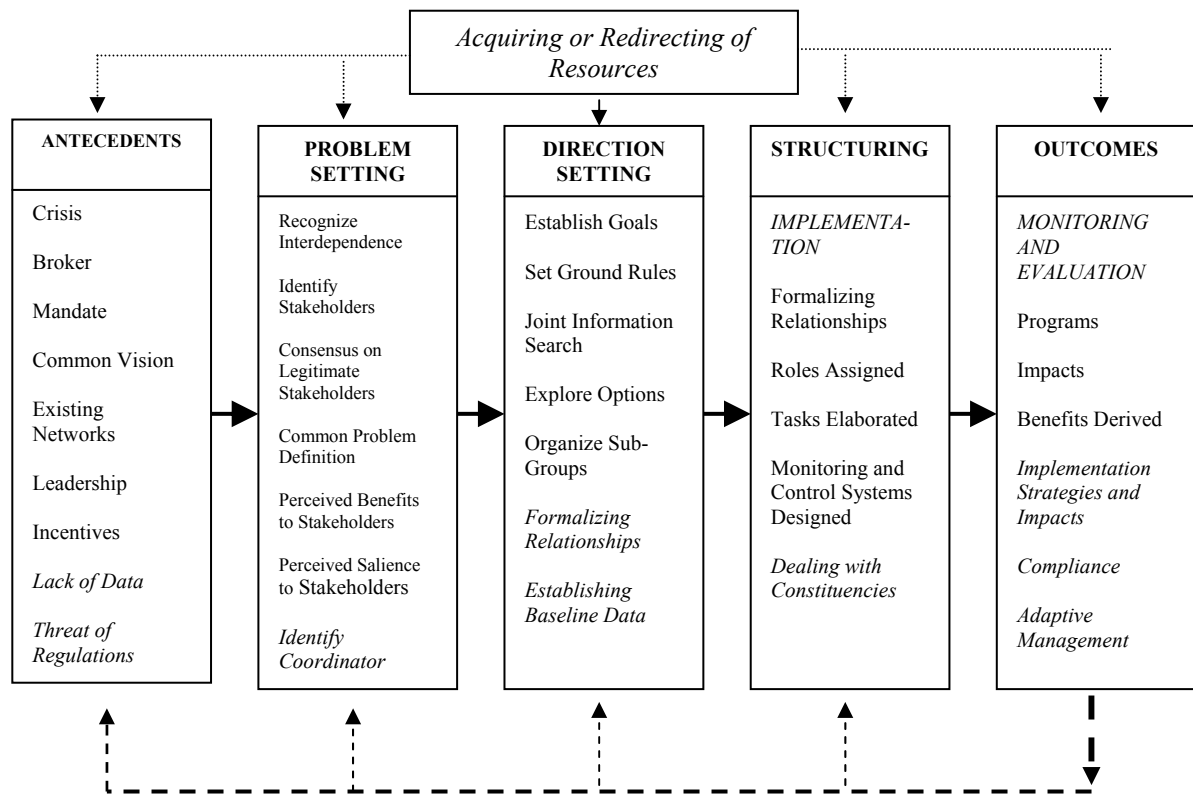 Acquiring or Redirecting of
Resources
ANTECEDENTS
Crisis
Broker
Mandate
Common Vision
Existing
Networks
Leadership
Incentives
Lack of Data
Threat of
Regulations
PROBLEM
SETTING
Recognize
Interdependence
Identify
Stakeholders
Consensus on
Legitimate
Stakeholders
Common Problem
Definition
Perceived Benefits
to Stakeholders
Perceived Salience
to Stakeholders
Identify
Coordinator
DIRECTION
SETTING
Establish Goals
Set Ground Rules
Joint Information
Search
Explore Options
Organize Sub-
Groups
Formalizing
Relationships
Establishing
Baseline Data
STRUCTURING
IMPLEMENTA-
TION
Formalizing
Relationships
Roles Assigned
Tasks Elaborated
Monitoring and
Control Systems
Designed
Dealing with
Constituencies
OUTCOMES
MONITORING
AND
EVALUATION
Programs
Impacts
Benefits Derived
Implementation
Strategies and
Impacts
Compliance
Adaptive
Management